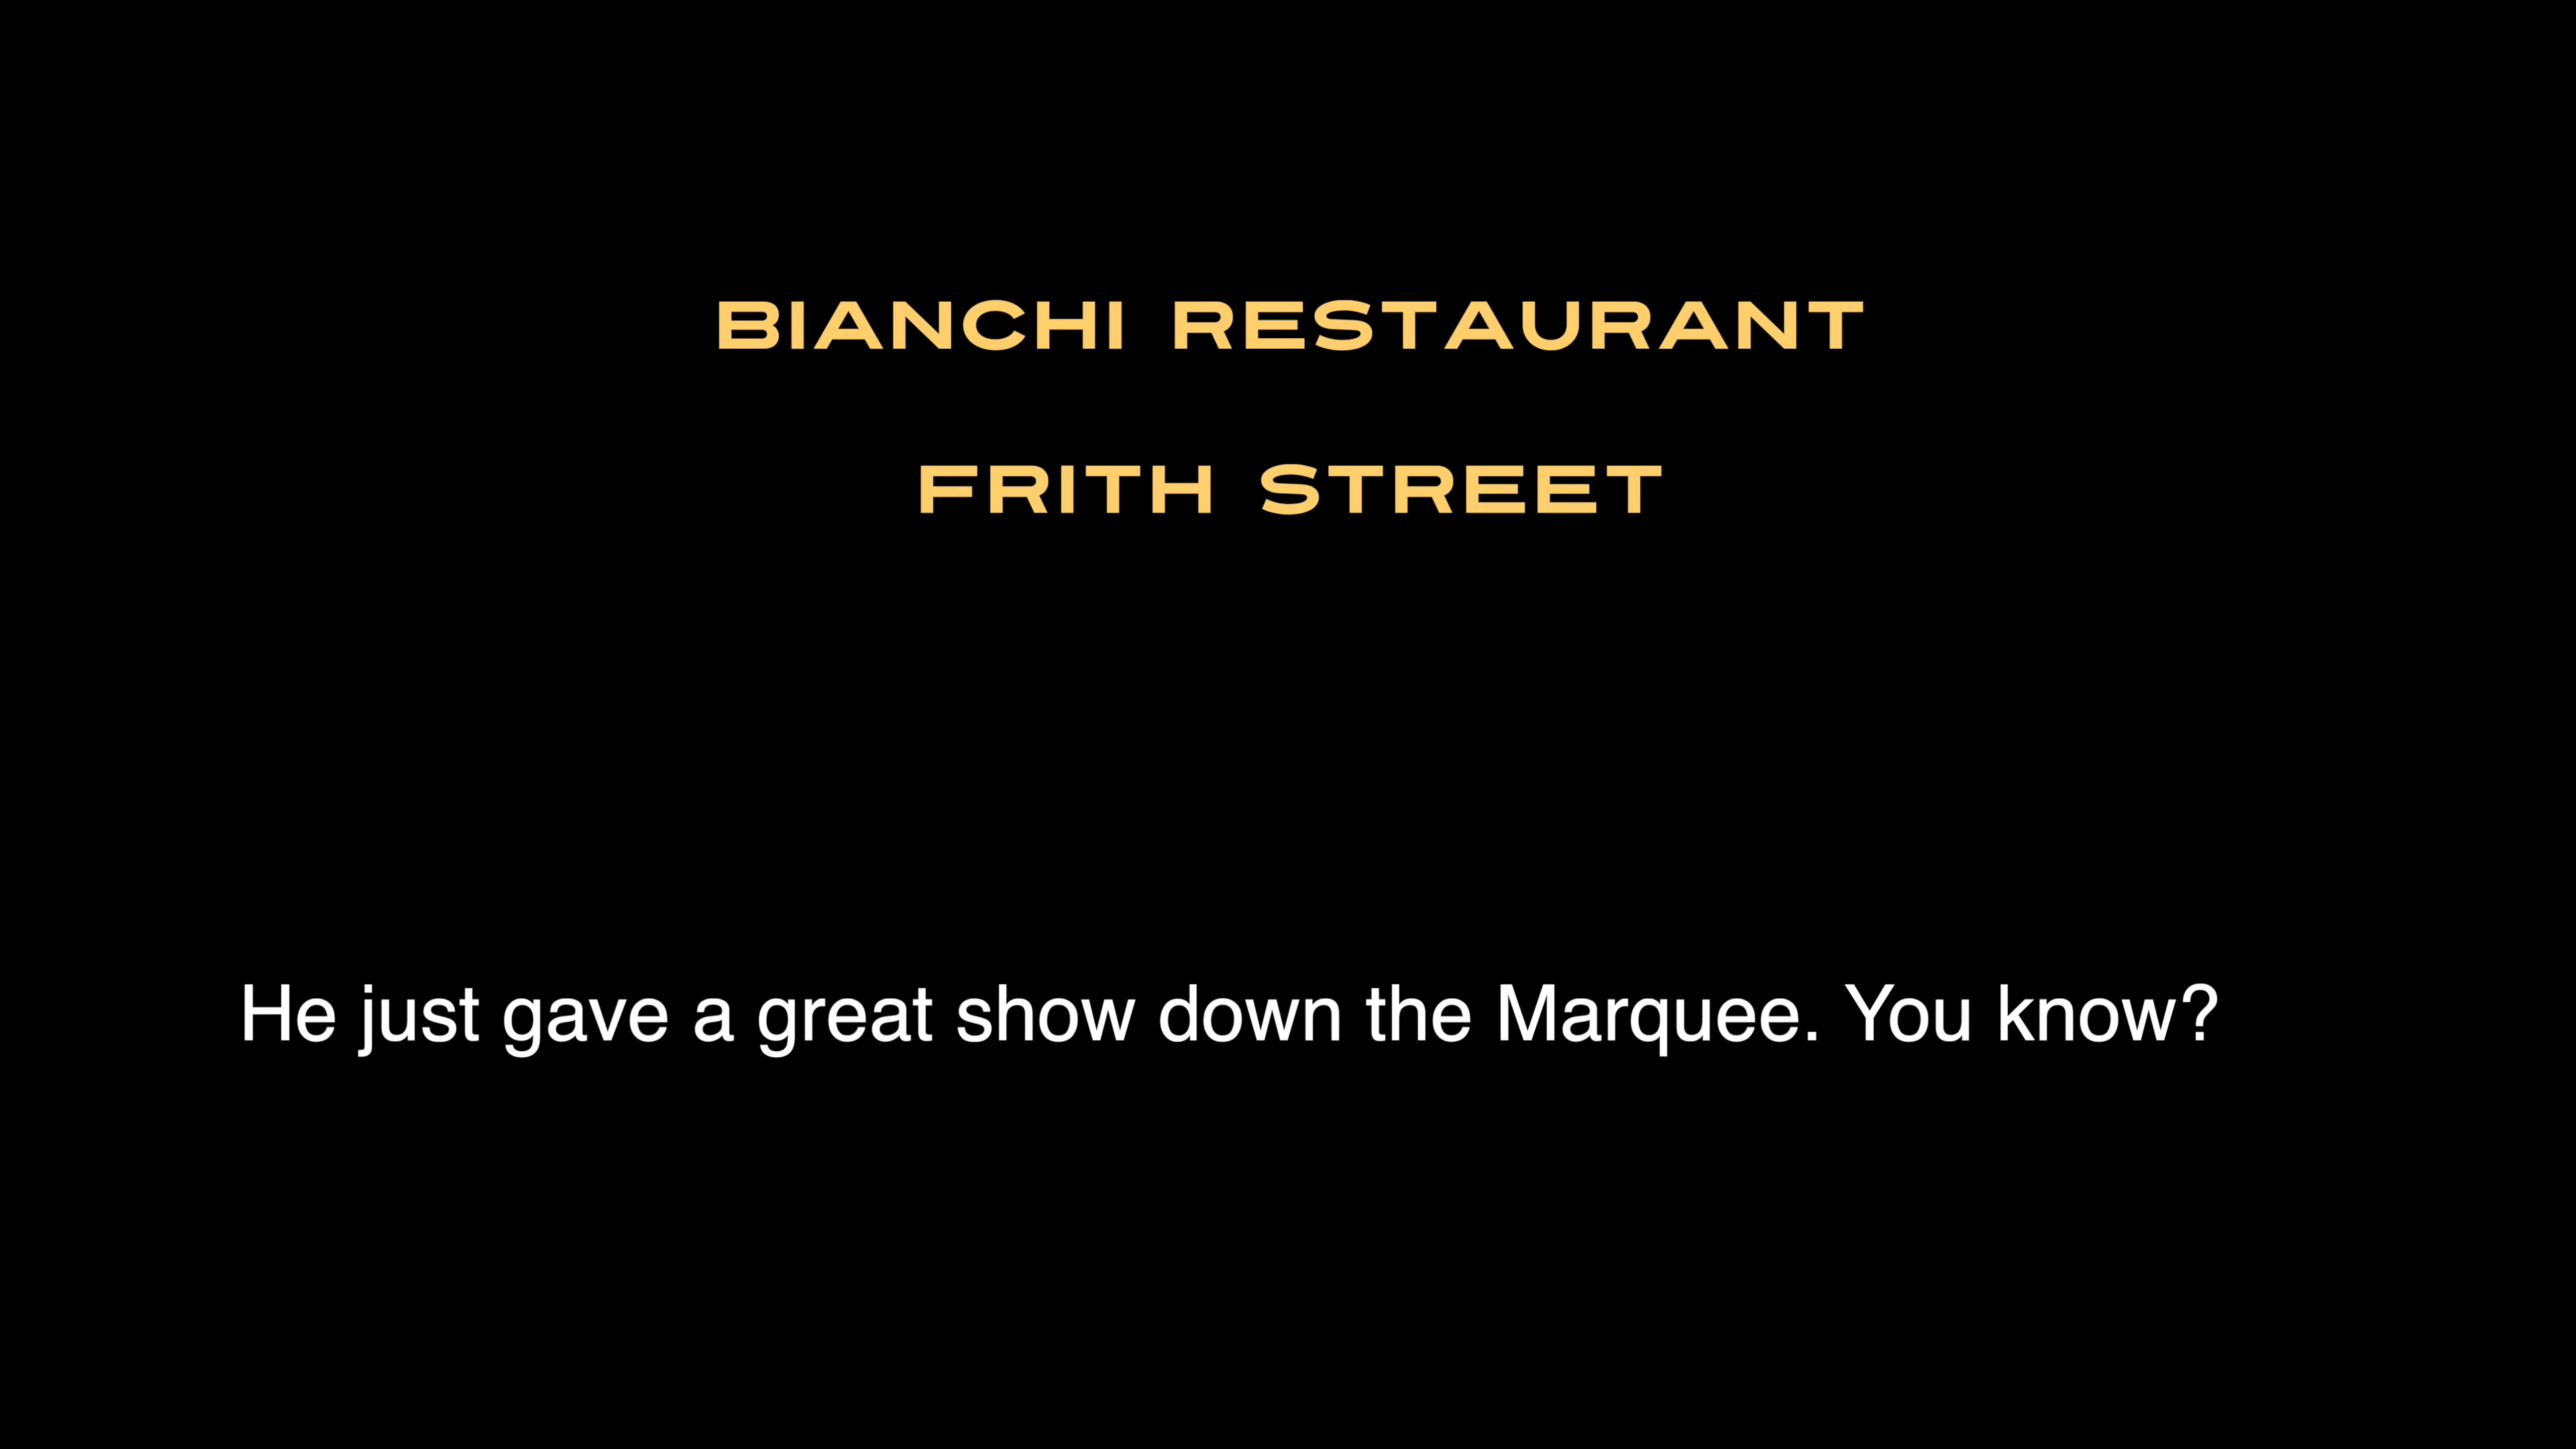 BIANCHI RESTAURANT
FRITH STREET
He just gave a great show down the Marquee. You know?